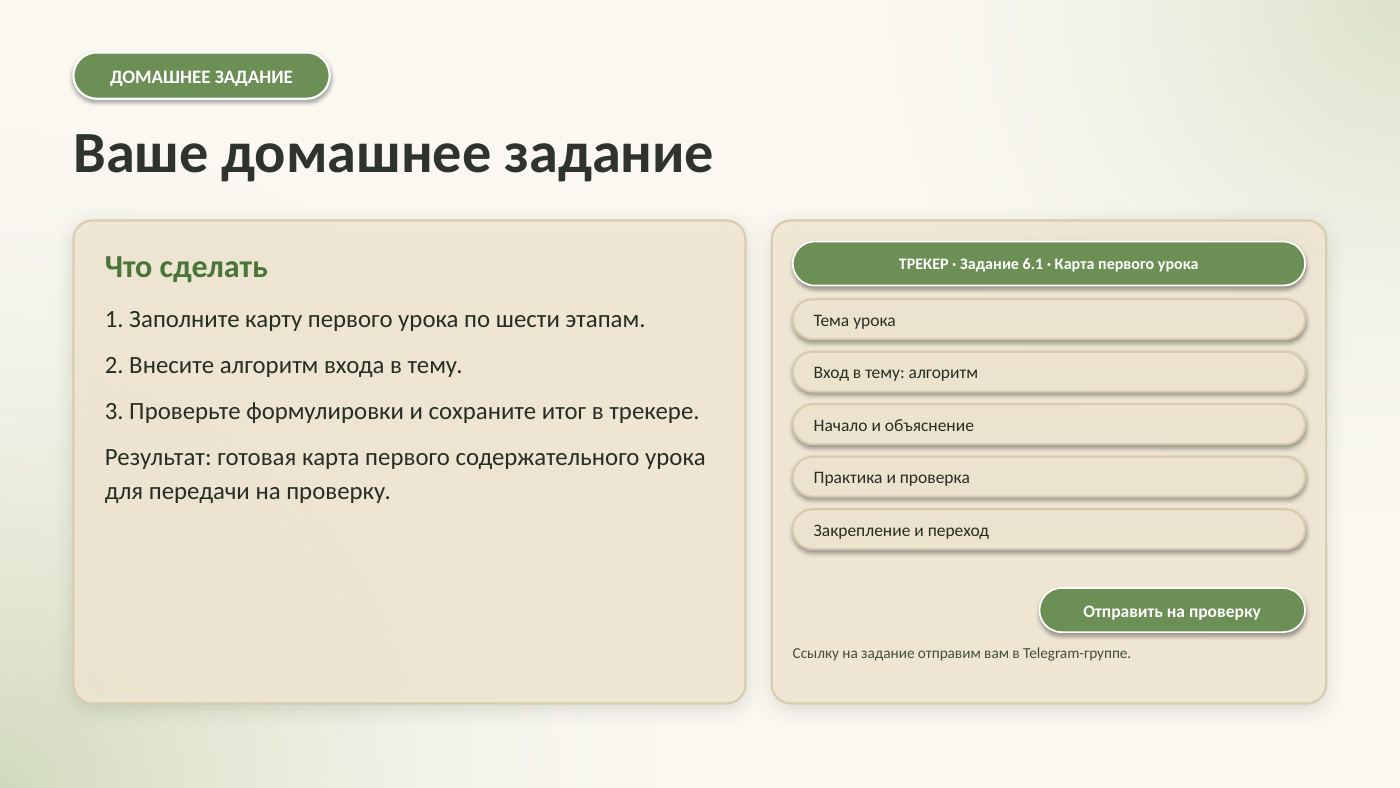 ДОМАШНЕЕ ЗАДАНИЕ
Ваше домашнее задание
Что сделать
1. Заполните карту первого урока по шести этапам.
2. Внесите алгоритм входа в тему.
3. Проверьте формулировки и сохраните итог в трекере.
Результат: готовая карта первого содержательного урока
для передачи на проверку.
ТРЕКЕР · Задание 6.1 · Карта первого урока
Тема урока
Вход в тему: алгоритм
Начало и объяснение
Практика и проверка
Закрепление и переход
Отправить на проверку
Ссылку на задание отправим вам в Telegram-группе.